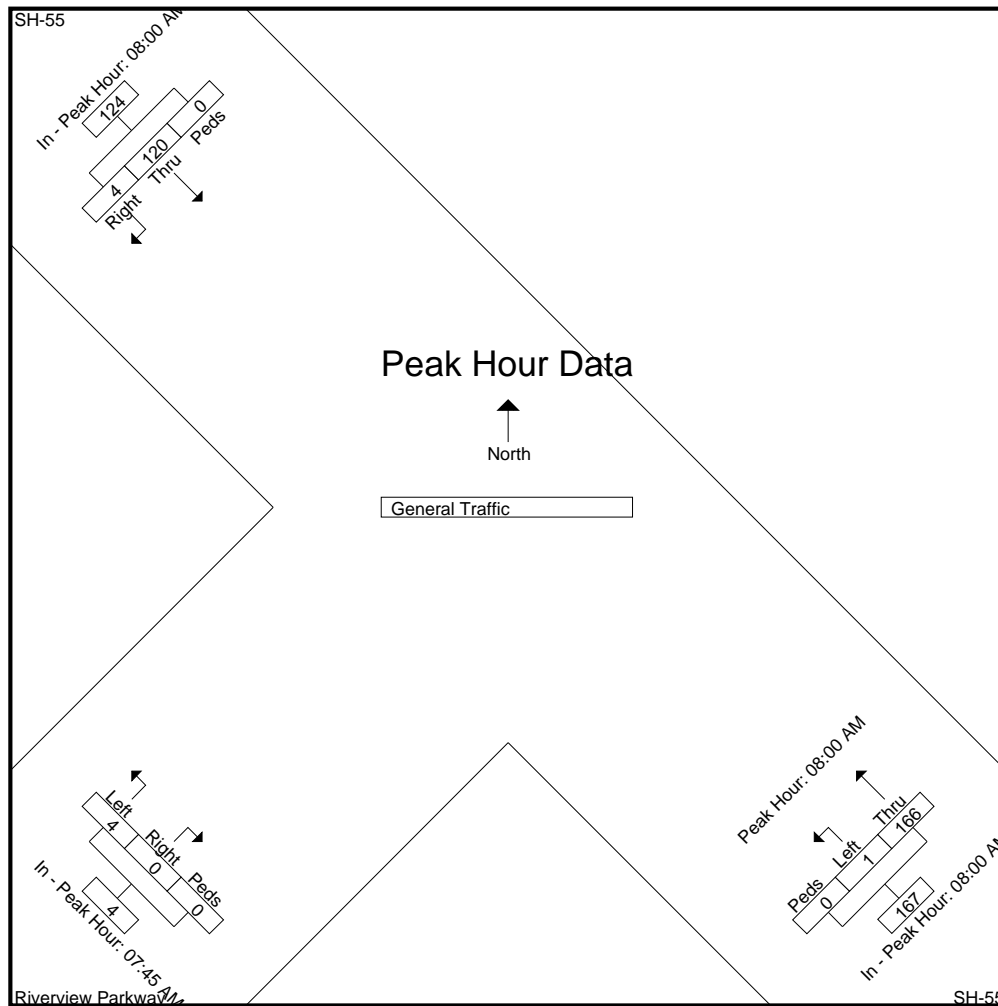 SH-55
In - Peak Hour: 08:00 AM
124
0
120
4
Peds
Thru
Right
Peak Hour Data
North
General Traffic
Left
Right
Peds
4
0
0
4
In - Peak Hour: 07:45 AM
Riverview Parkway
Peak Hour: 08:00 AM
Thru
Left
Peds
166
1
0
167
In - Peak Hour: 08:00 AM
SH-55